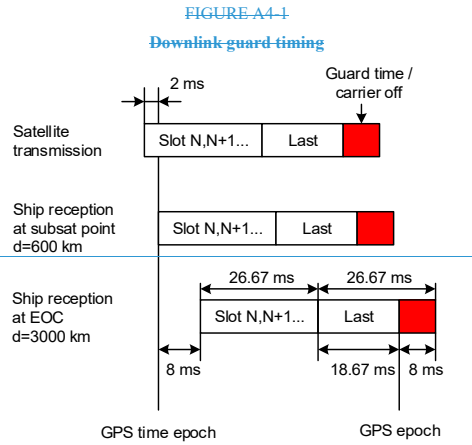 FIGURE A4-1
Downlink guard timing
Guard time /
carrier off
2 ms
Satellite
transmission
Slot N,N+1...
Last
Ship reception
at subsat point
d=600 km
Slot N,N+1...
Last
26.67 ms
26.67 ms
Ship reception
at EOC
d=3000 km
Slot N,N+1...
Last
8 ms
18.67 ms
8 ms
GPS time epoch
GPS epoch